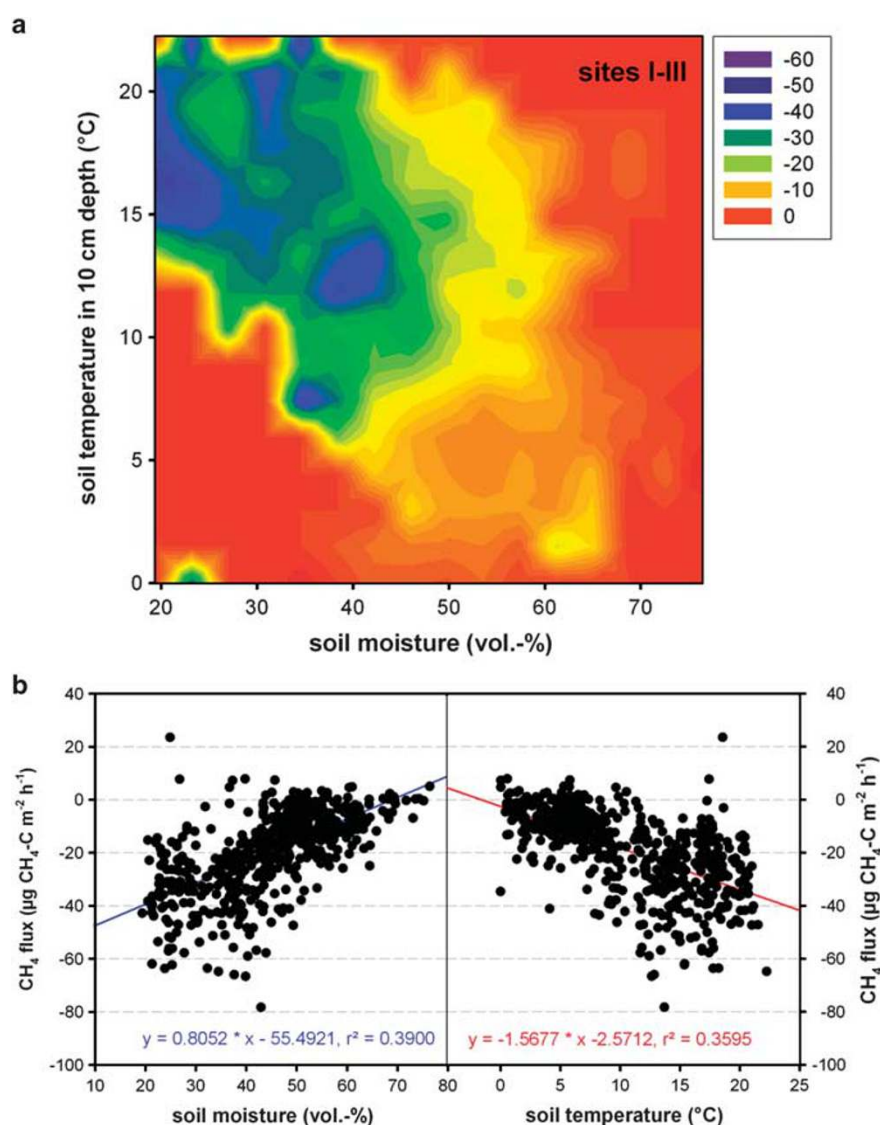 a
sites I-III
-60
-50
-40
-30
-20
-10
0
soil temperature in 10 cm depth (°C)
20
15
10
5
0
20 30 40 50 60 70
soil moisture (vol.-%)
b
CH₄ flux (µg CH₄-C m⁻² h⁻¹)
40 40
20 20
0 0
-20 -20
-40 -40
-60 -60
-80 -80
-100 -100
y = 0.8052 * x - 55.4921, r² = 0.3900
y = -1.5677 * x -2.5712, r² = 0.3595
10 20 30 40 50 60 70 80 0 5 10 15 20 25
soil moisture (vol.-%)
soil temperature (°C)
CH₄ flux (µg CH₄-C m⁻² h⁻¹)